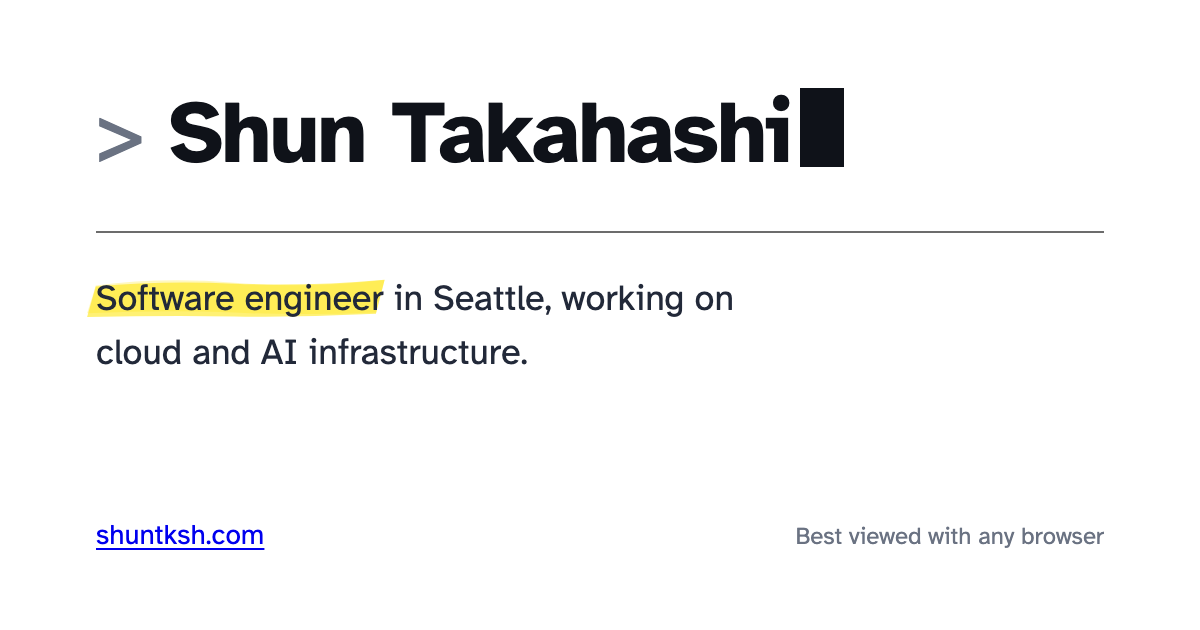 > Shun Takahashi
Software engineer in Seattle, working on
cloud and AI infrastructure.
shuntksh.com
Best viewed with any browser